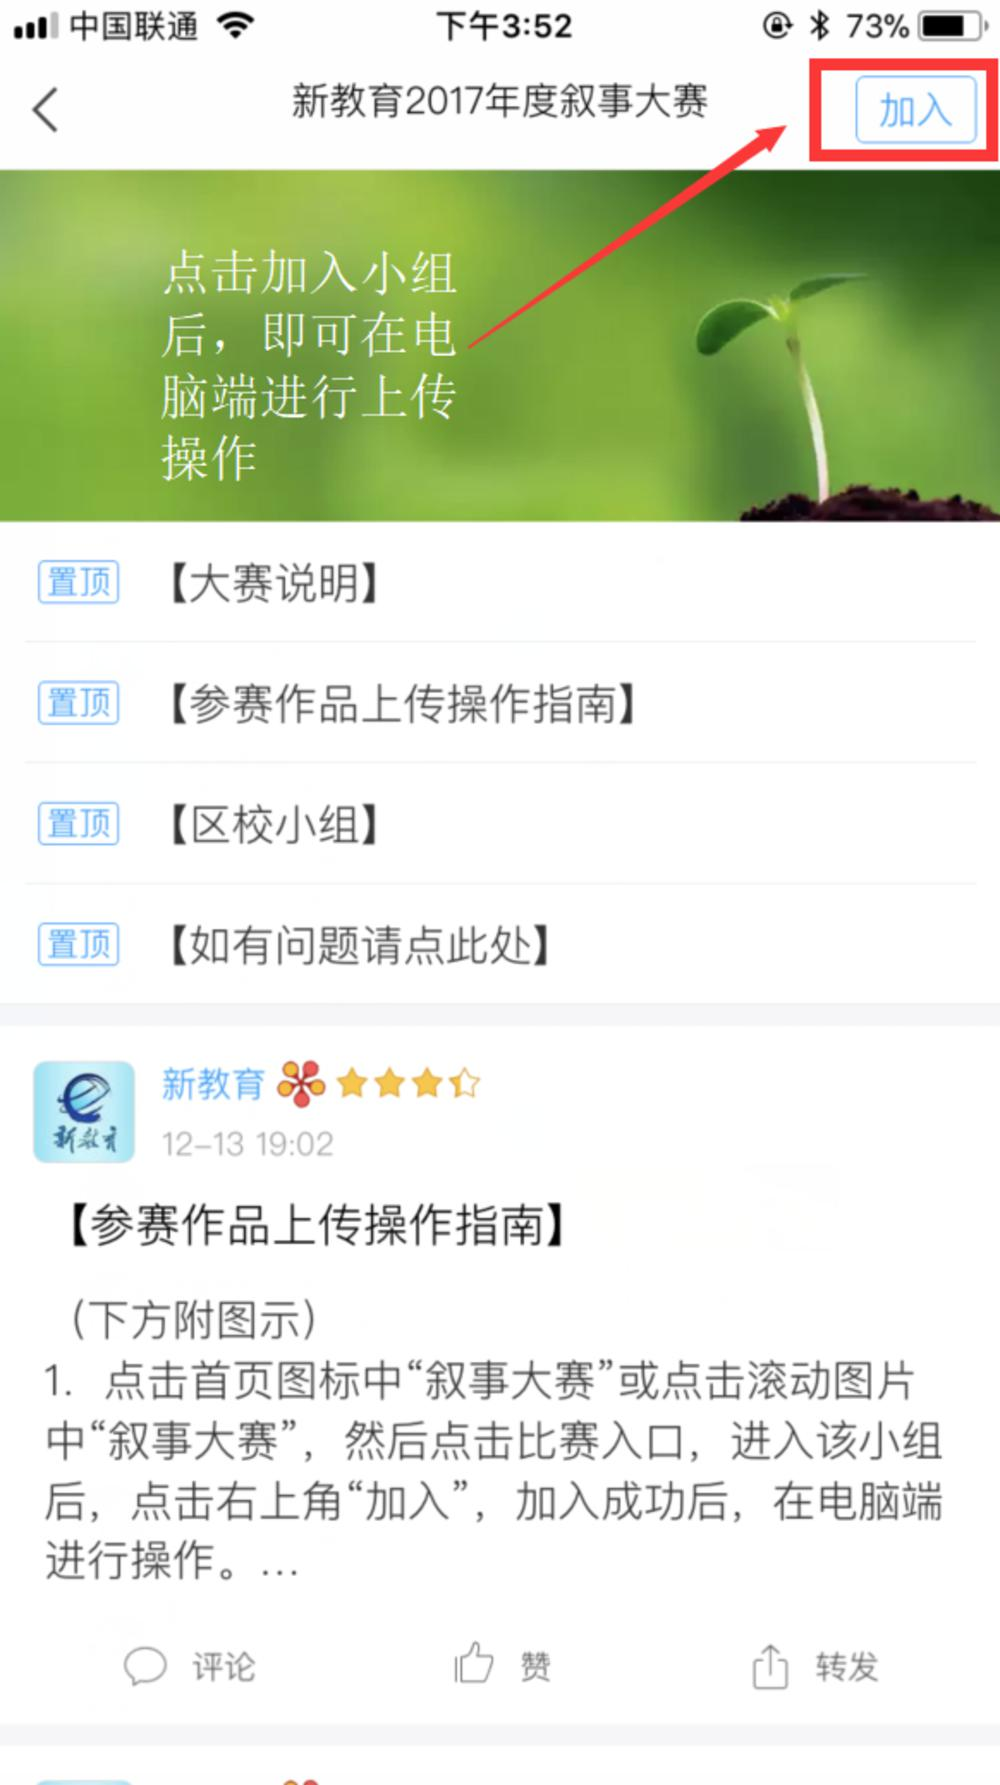 中国联通 下午3:52 73%
新教育2017年度叙事大赛 加入
点击加入小组
后，即可在电
脑端进行上传
操作
置顶 【大赛说明】
置顶 【参赛作品上传操作指南】
置顶 【区校小组】
置顶 【如有问题请点此处】
新教育
新教育
12-13 19:02
【参赛作品上传操作指南】
（下方附图示）
1. 点击首页图标中“叙事大赛”或点击滚动图片
中“叙事大赛”，然后点击比赛入口，进入该小组
后，点击右上角“加入”，加入成功后，在电脑端
进行操作。...
评论 赞 转发